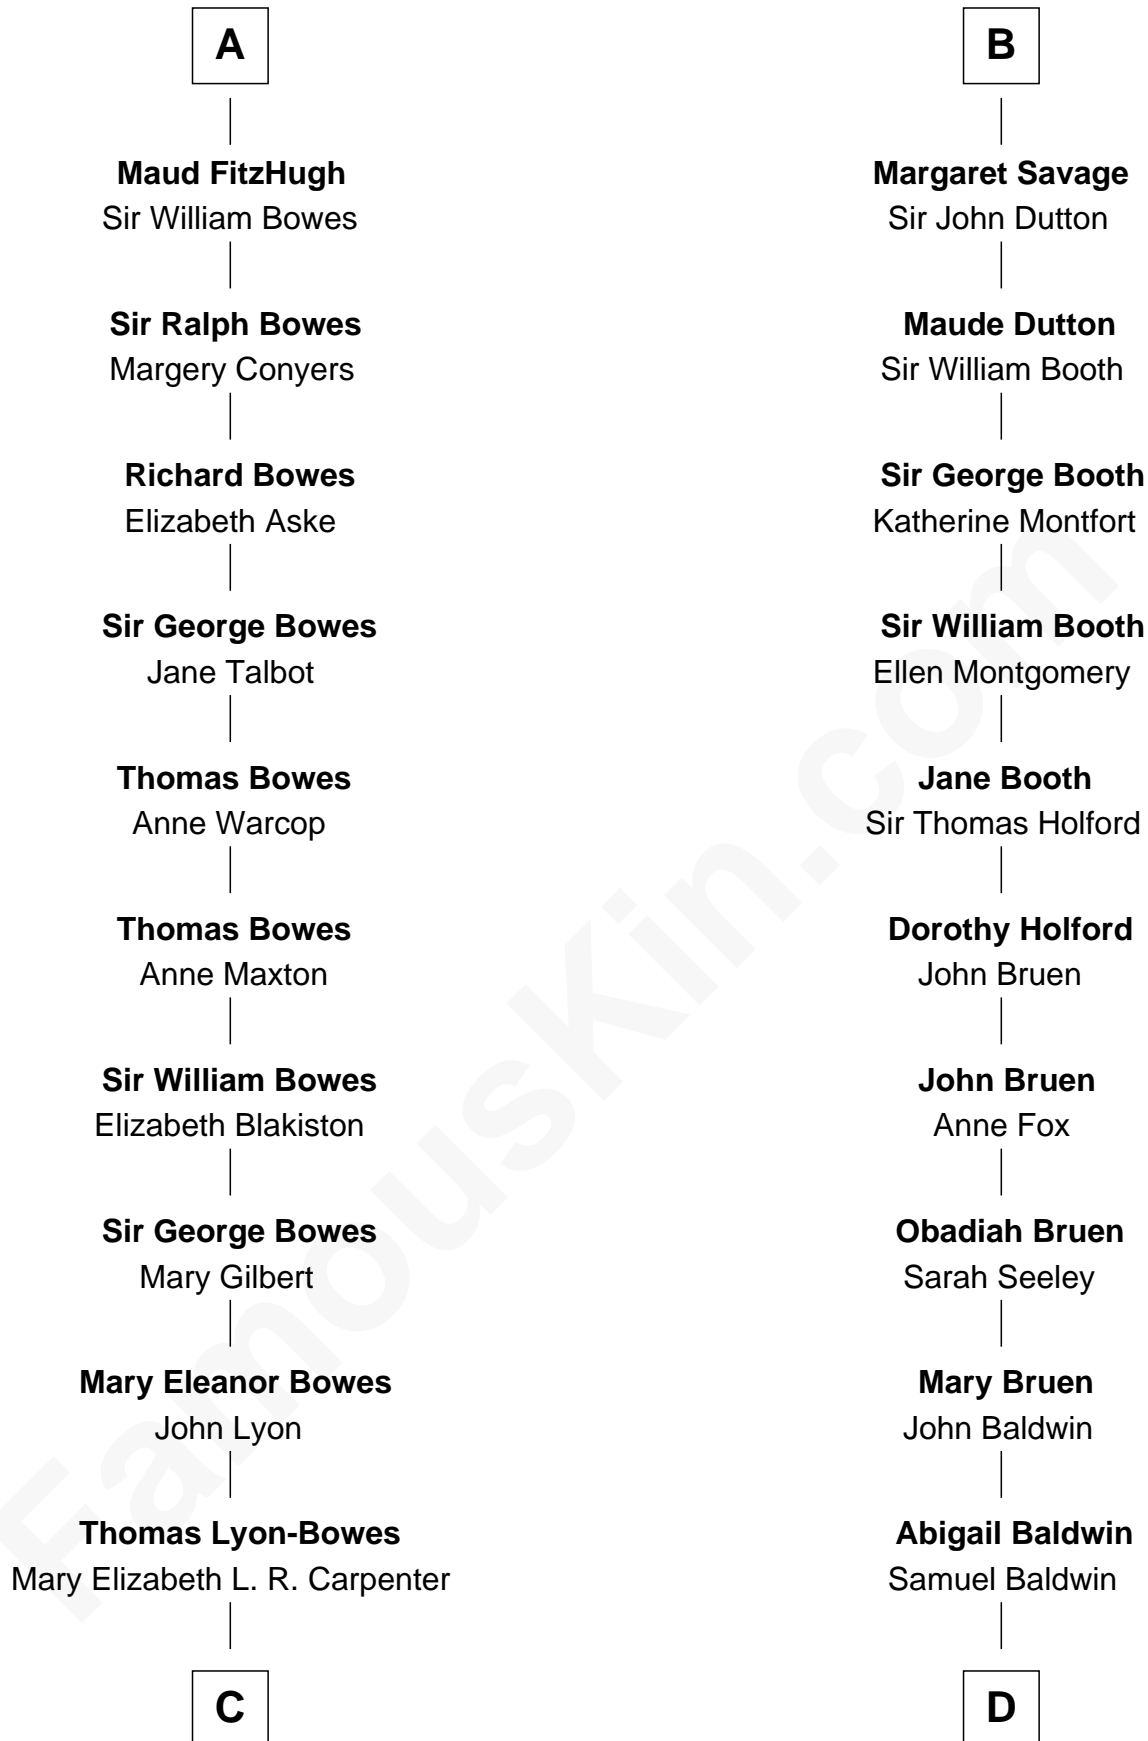 A
Maud FitzHugh
Sir William Bowes
Sir Ralph Bowes
Margery Conyers
Richard Bowes
Elizabeth Aske
Sir George Bowes
Jane Talbot
Thomas Bowes
Anne Warcop
Thomas Bowes
Anne Maxton
Sir William Bowes
Elizabeth Blakiston
Sir George Bowes
Mary Gilbert
Mary Eleanor Bowes
John Lyon
Thomas Lyon-Bowes
Mary Elizabeth L. R. Carpenter
C
B
Margaret Savage
Sir John Dutton
Maude Dutton
Sir William Booth
Sir George Booth
Katherine Montfort
Sir William Booth
Ellen Montgomery
Jane Booth
Sir Thomas Holford
Dorothy Holford
John Bruen
John Bruen
Anne Fox
Obadiah Bruen
Sarah Seeley
Mary Bruen
John Baldwin
Abigail Baldwin
Samuel Baldwin
D
FamousKin.com